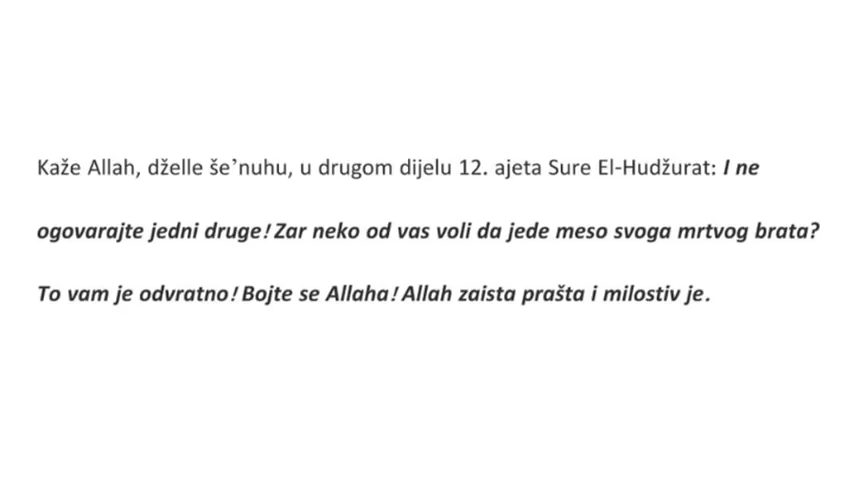 Kaže Allah, dželle še’nuhu, u drugom dijelu 12. ajeta Sure El-Hudžurat: I ne
ogovarajte jedni druge! Zar neko od vas voli da jede meso svoga mrtvog brata?
To vam je odvratno! Bojte se Allaha! Allah zaista prašta i milostiv je.